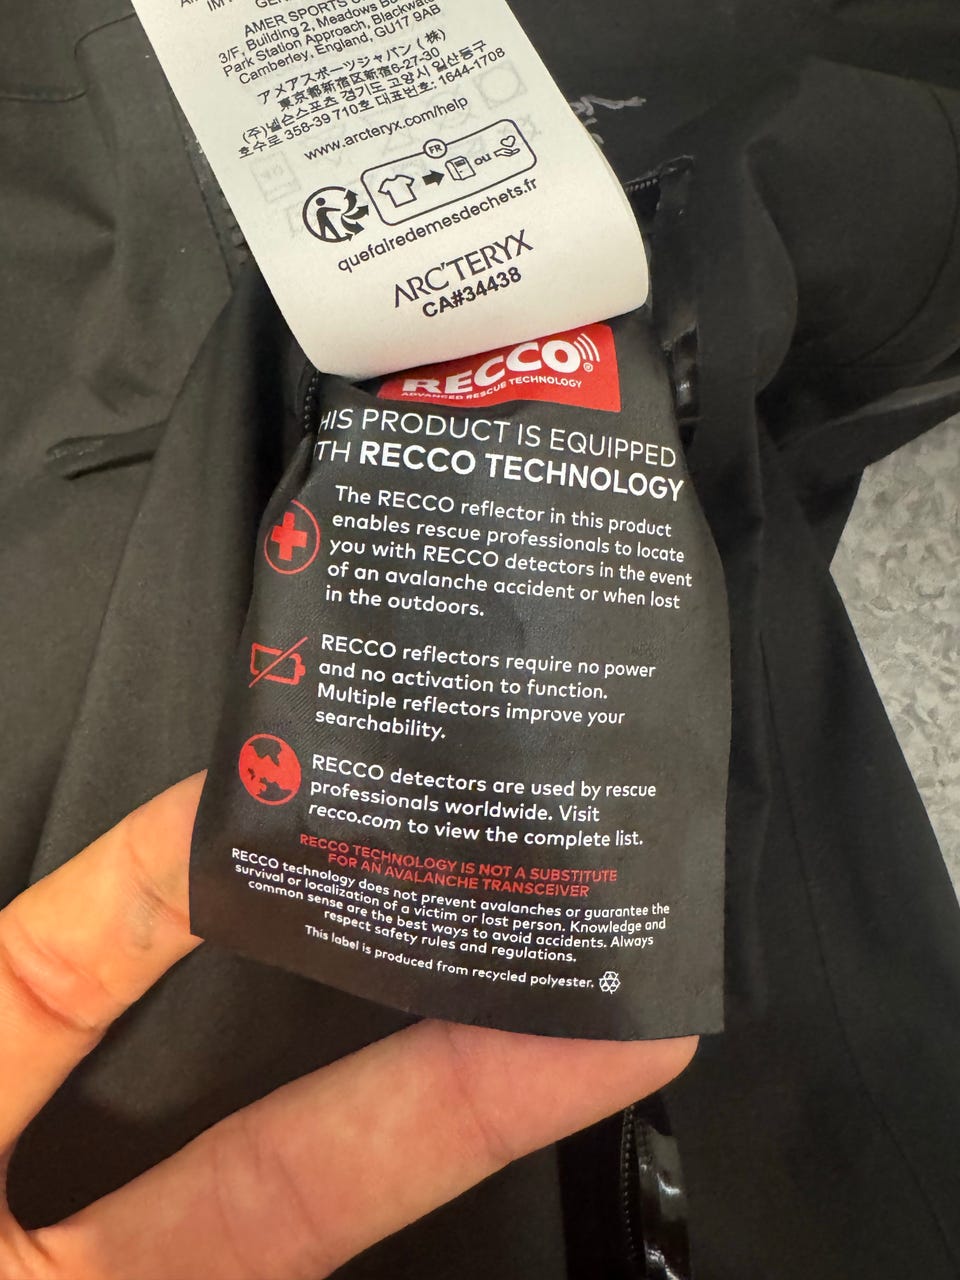 AMER SPORTS
3/F, Building 2, Meadows
Park Station Approach,
Camberley, England, GU17 9AB
アメアスポーツジャパン(株)
東京都新宿区新宿6-27-30
(주)넬슨스포츠 경기도 고양시 일산동구
호수로 358-39 710호 대표번호: 1644-1708
www.arcteryx.com/help
FR
ou
quefairedemesdechets.fr
ARC'TERYX
CA#34438
RECCO®
ADVANCED RESCUE TECHNOLOGY
HIS PRODUCT IS EQUIPPED
TH RECCO TECHNOLOGY
The RECCO reflector in this product
enables rescue professionals to locate
you with RECCO detectors in the event
of an avalanche accident or when lost
in the outdoors.
RECCO reflectors require no power
and no activation to function.
Multiple reflectors improve your
searchability.
RECCO detectors are used by rescue
professionals worldwide. Visit
recco.com to view the complete list.
RECCO TECHNOLOGY IS NOT A SUBSTITUTE
FOR AN AVALANCHE TRANSCEIVER
RECCO technology does not prevent avalanches or guarantee the
survival or localization of a victim or lost person. Knowledge and
common sense are the best ways to avoid accidents. Always
respect safety rules and regulations.
This label is produced from recycled polyester.